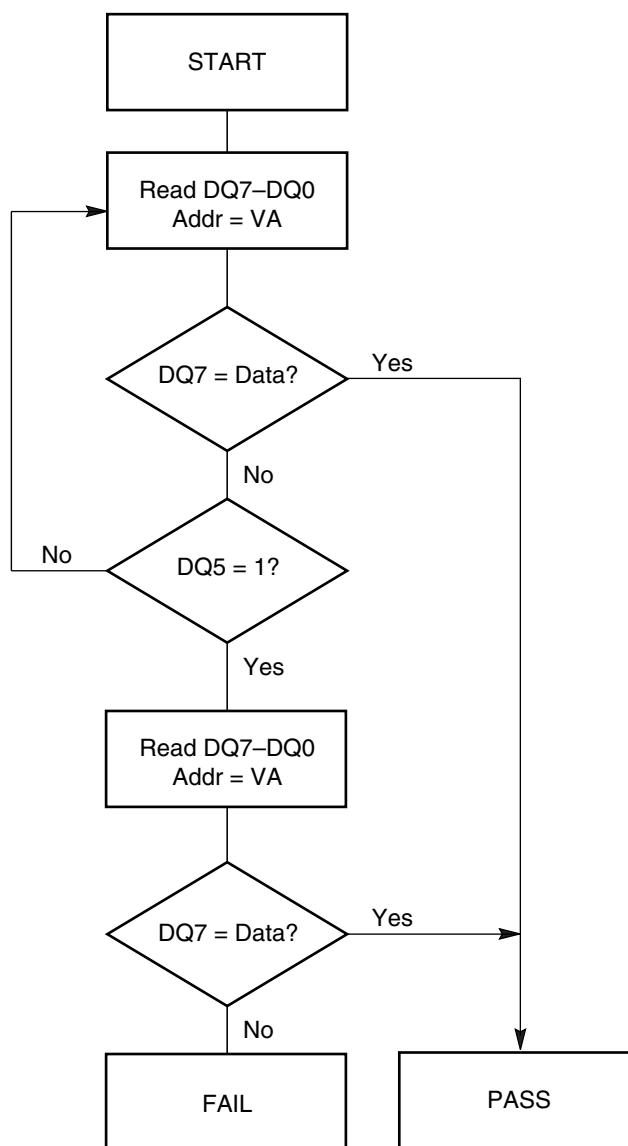 START
Read DQ7–DQ0
Addr = VA
DQ7 = Data?
Yes
No
No
DQ5 = 1?
Yes
Read DQ7–DQ0
Addr = VA
DQ7 = Data?
Yes
No
FAIL
PASS